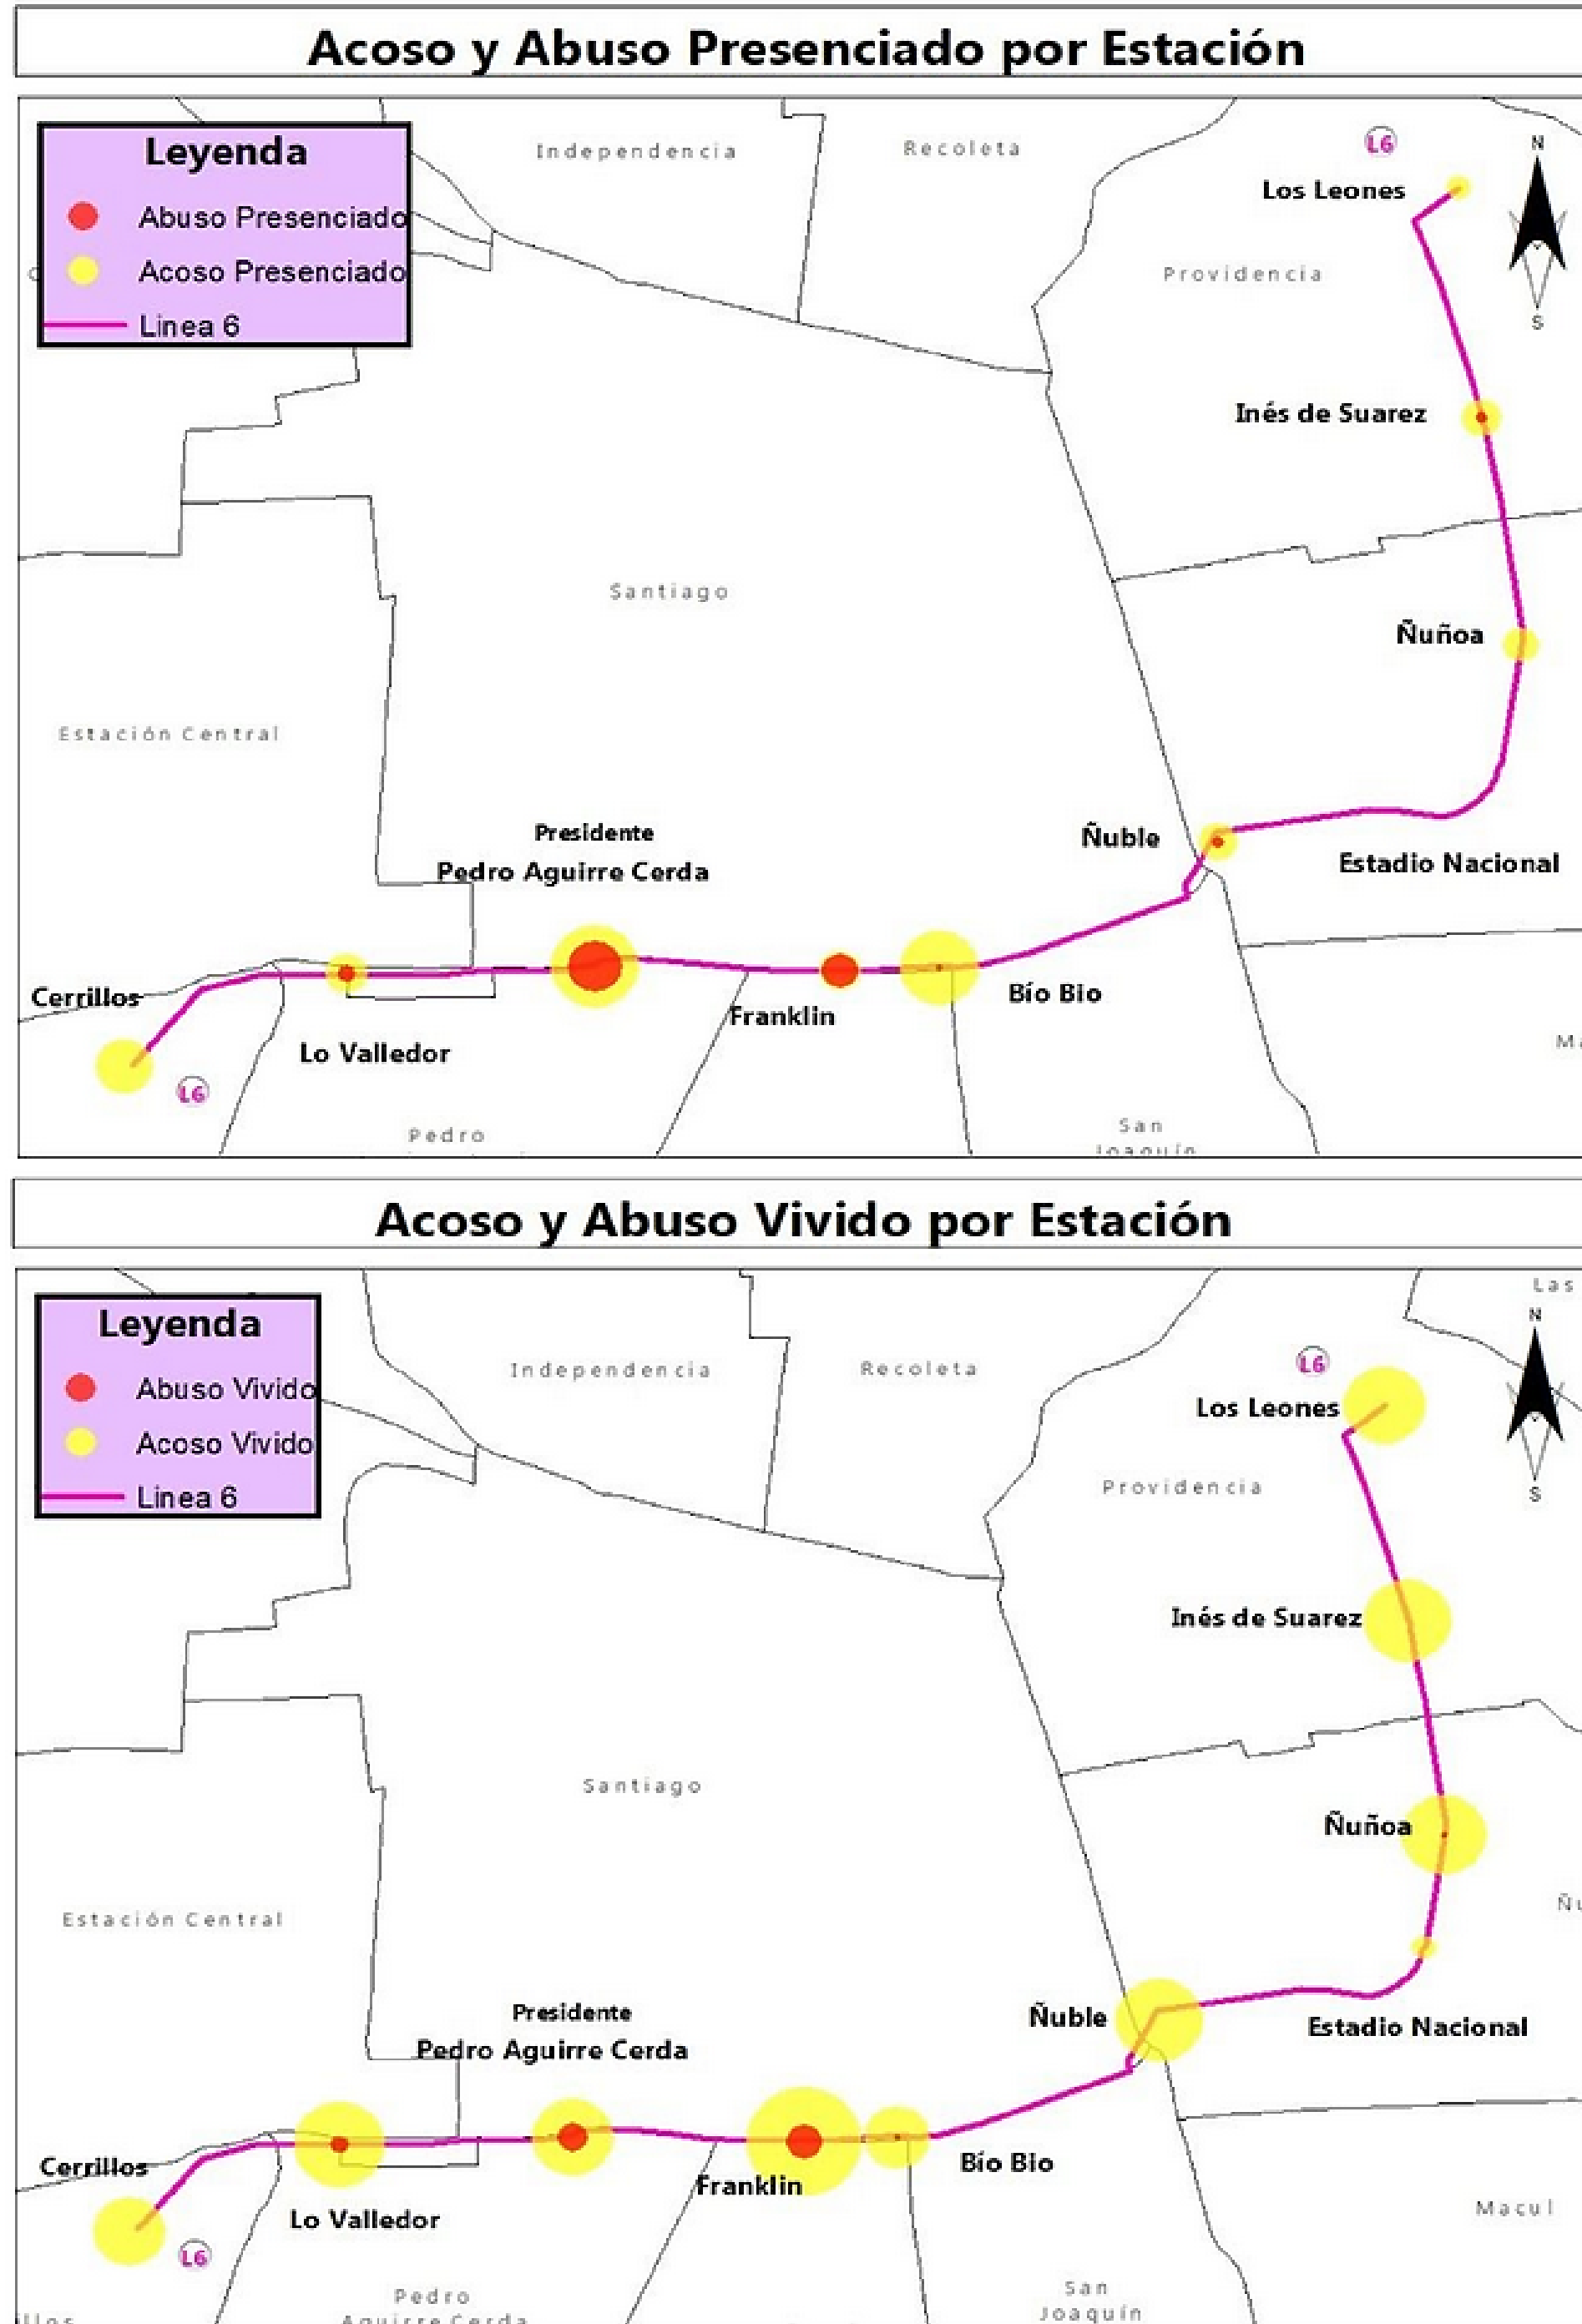 Acoso y Abuso Presenciado por Estación
Leyenda
Abuso Presenciado
Acoso Presenciado
Linea 6
Independencia
Recoleta
L6
N
Los Leones
Providencia
S
Inés de Suarez
Santiago
Ñuñoa
Estación Central
Presidente
Pedro Aguirre Cerda
Ñuble
Estadio Nacional
Cerrillos
Franklin
Bío Bio
Lo Valledor
L6
Pedro
San
Joaquín
Acoso y Abuso Vivido por Estación
Leyenda
Abuso Vivido
Acoso Vivido
Linea 6
Las
N
Independencia
Recoleta
L6
Los Leones
Providencia
S
Inés de Suarez
Santiago
Ñuñoa
Estación Central
Presidente
Pedro Aguirre Cerda
Ñuble
Estadio Nacional
Cerrillos
Franklin
Bío Bio
Lo Valledor
L6
Macul
Pedro
Aguirre Cerda
San
Joaquín